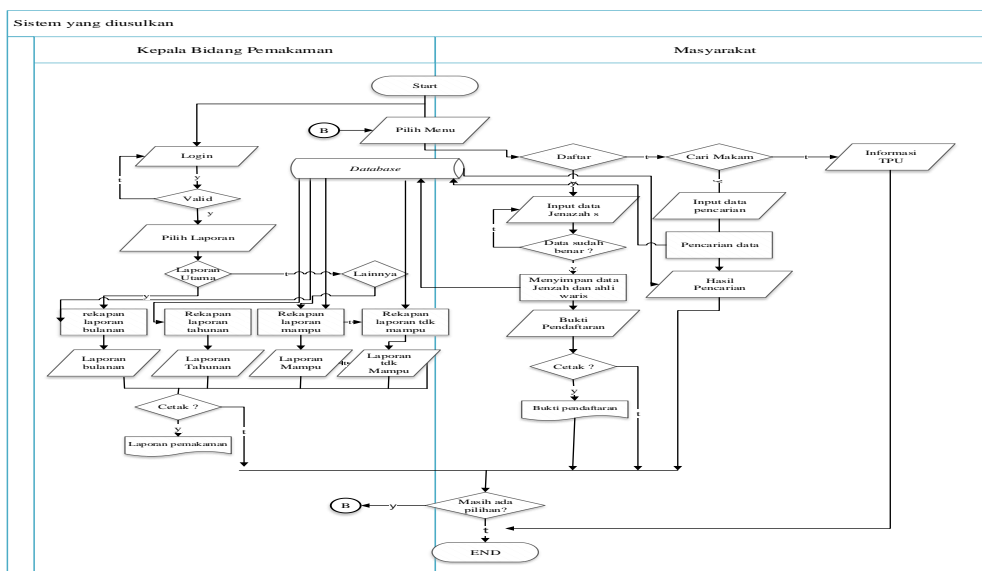 Sistem yang diusulkan
Kepala Bidang Pemakaman
Masyarakat
Start
B
Pilih Menu
Login
Daftar
t
Cari Makam
t
Informasi
TPU
Database
t
y
Valid
y
Input data
Jenazah s
Input data
pencarian
Pilih Laporan
t
Data sudah
benar ?
Pencarian data
Laporan
Utama
t
Lainnya
y
y
Menyimpan data
Jenzah dan ahli
waris
Hasil
Pencarian
rekapan
laporan
bulanan
Rekapan
laporan
tahunan
Rekapan
laporan
mampu
t
Rekapan
laporan tdk
mampu
Bukti
Pendaftaran
Laporan
bulanan
Laporan
Tahunan
Laporan
Mampu
Laporan
tdk
Mampu
Cetak ?
t
y
Cetak ?
t
y
Bukti pendaftaran
Laporan pemakaman
B
y
Masih ada
pilihan?
t
END